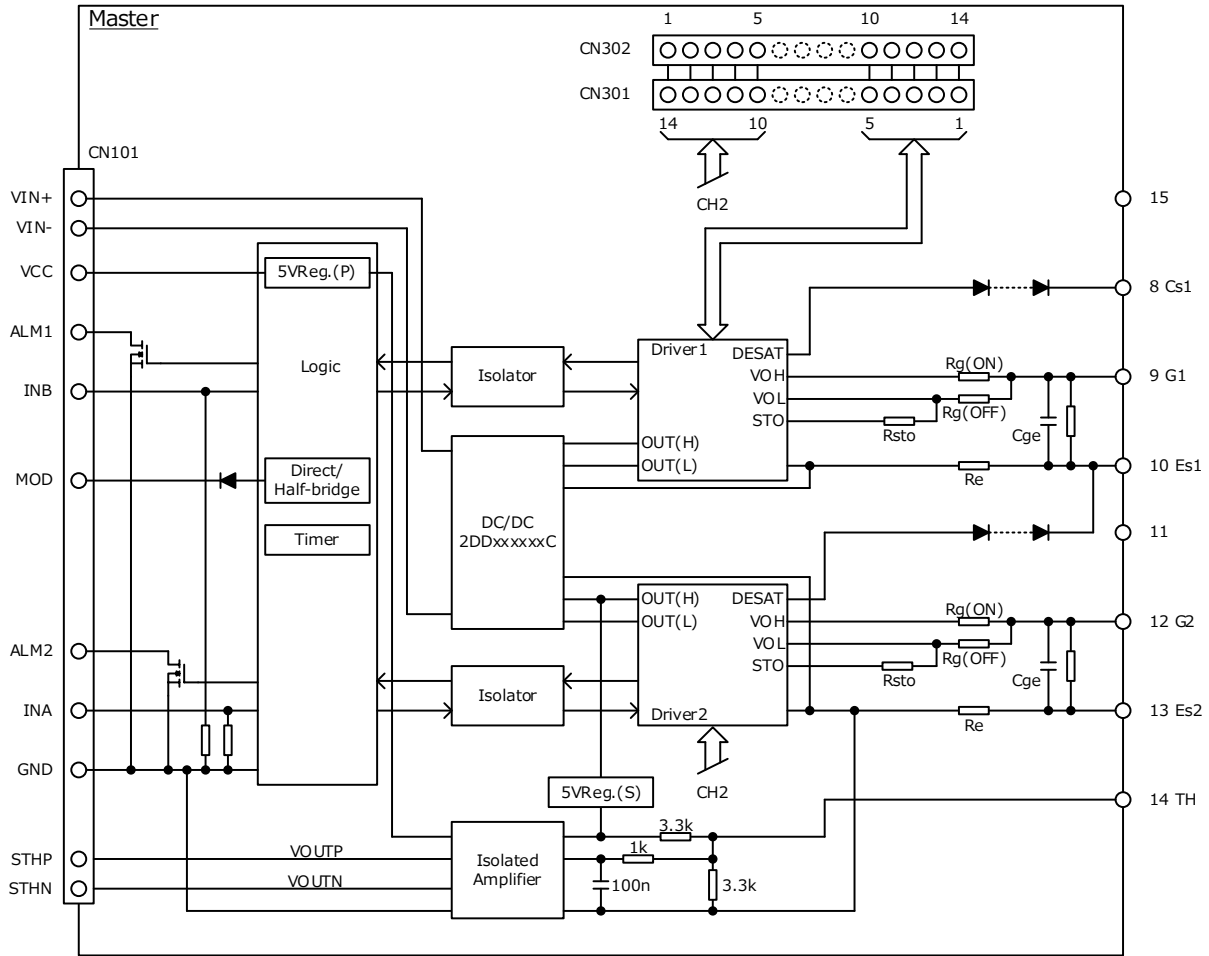 Master
1 5 10 14
CN302
CN301
14 10 5 1
CH2
CN101
VIN+
VIN-
VCC
ALM1
INB
MOD
ALM2
INA
GND
STHP
STHN
5VReg.(P)
Logic
Direct/
Half-bridge
Timer
Isolator
DC/DC
2DDxxxxxxC
Isolator
5VReg.(S)
Isolated
Amplifier
VOUTP
VOUTN
Driver1
DESAT
VOH
VOL
STO
OUT(H)
OUT(L)
Rg(ON)
Rg(OFF)
Rsto
Cge
Re
OUT(H)
OUT(L)
DESAT
VOH
VOL
STO
Driver2
Rg(ON)
Rg(OFF)
Rsto
Cge
Re
CH2
3.3k
1k
100n
3.3k
15
8 Cs1
9 G1
10 Es1
11
12 G2
13 Es2
14 TH